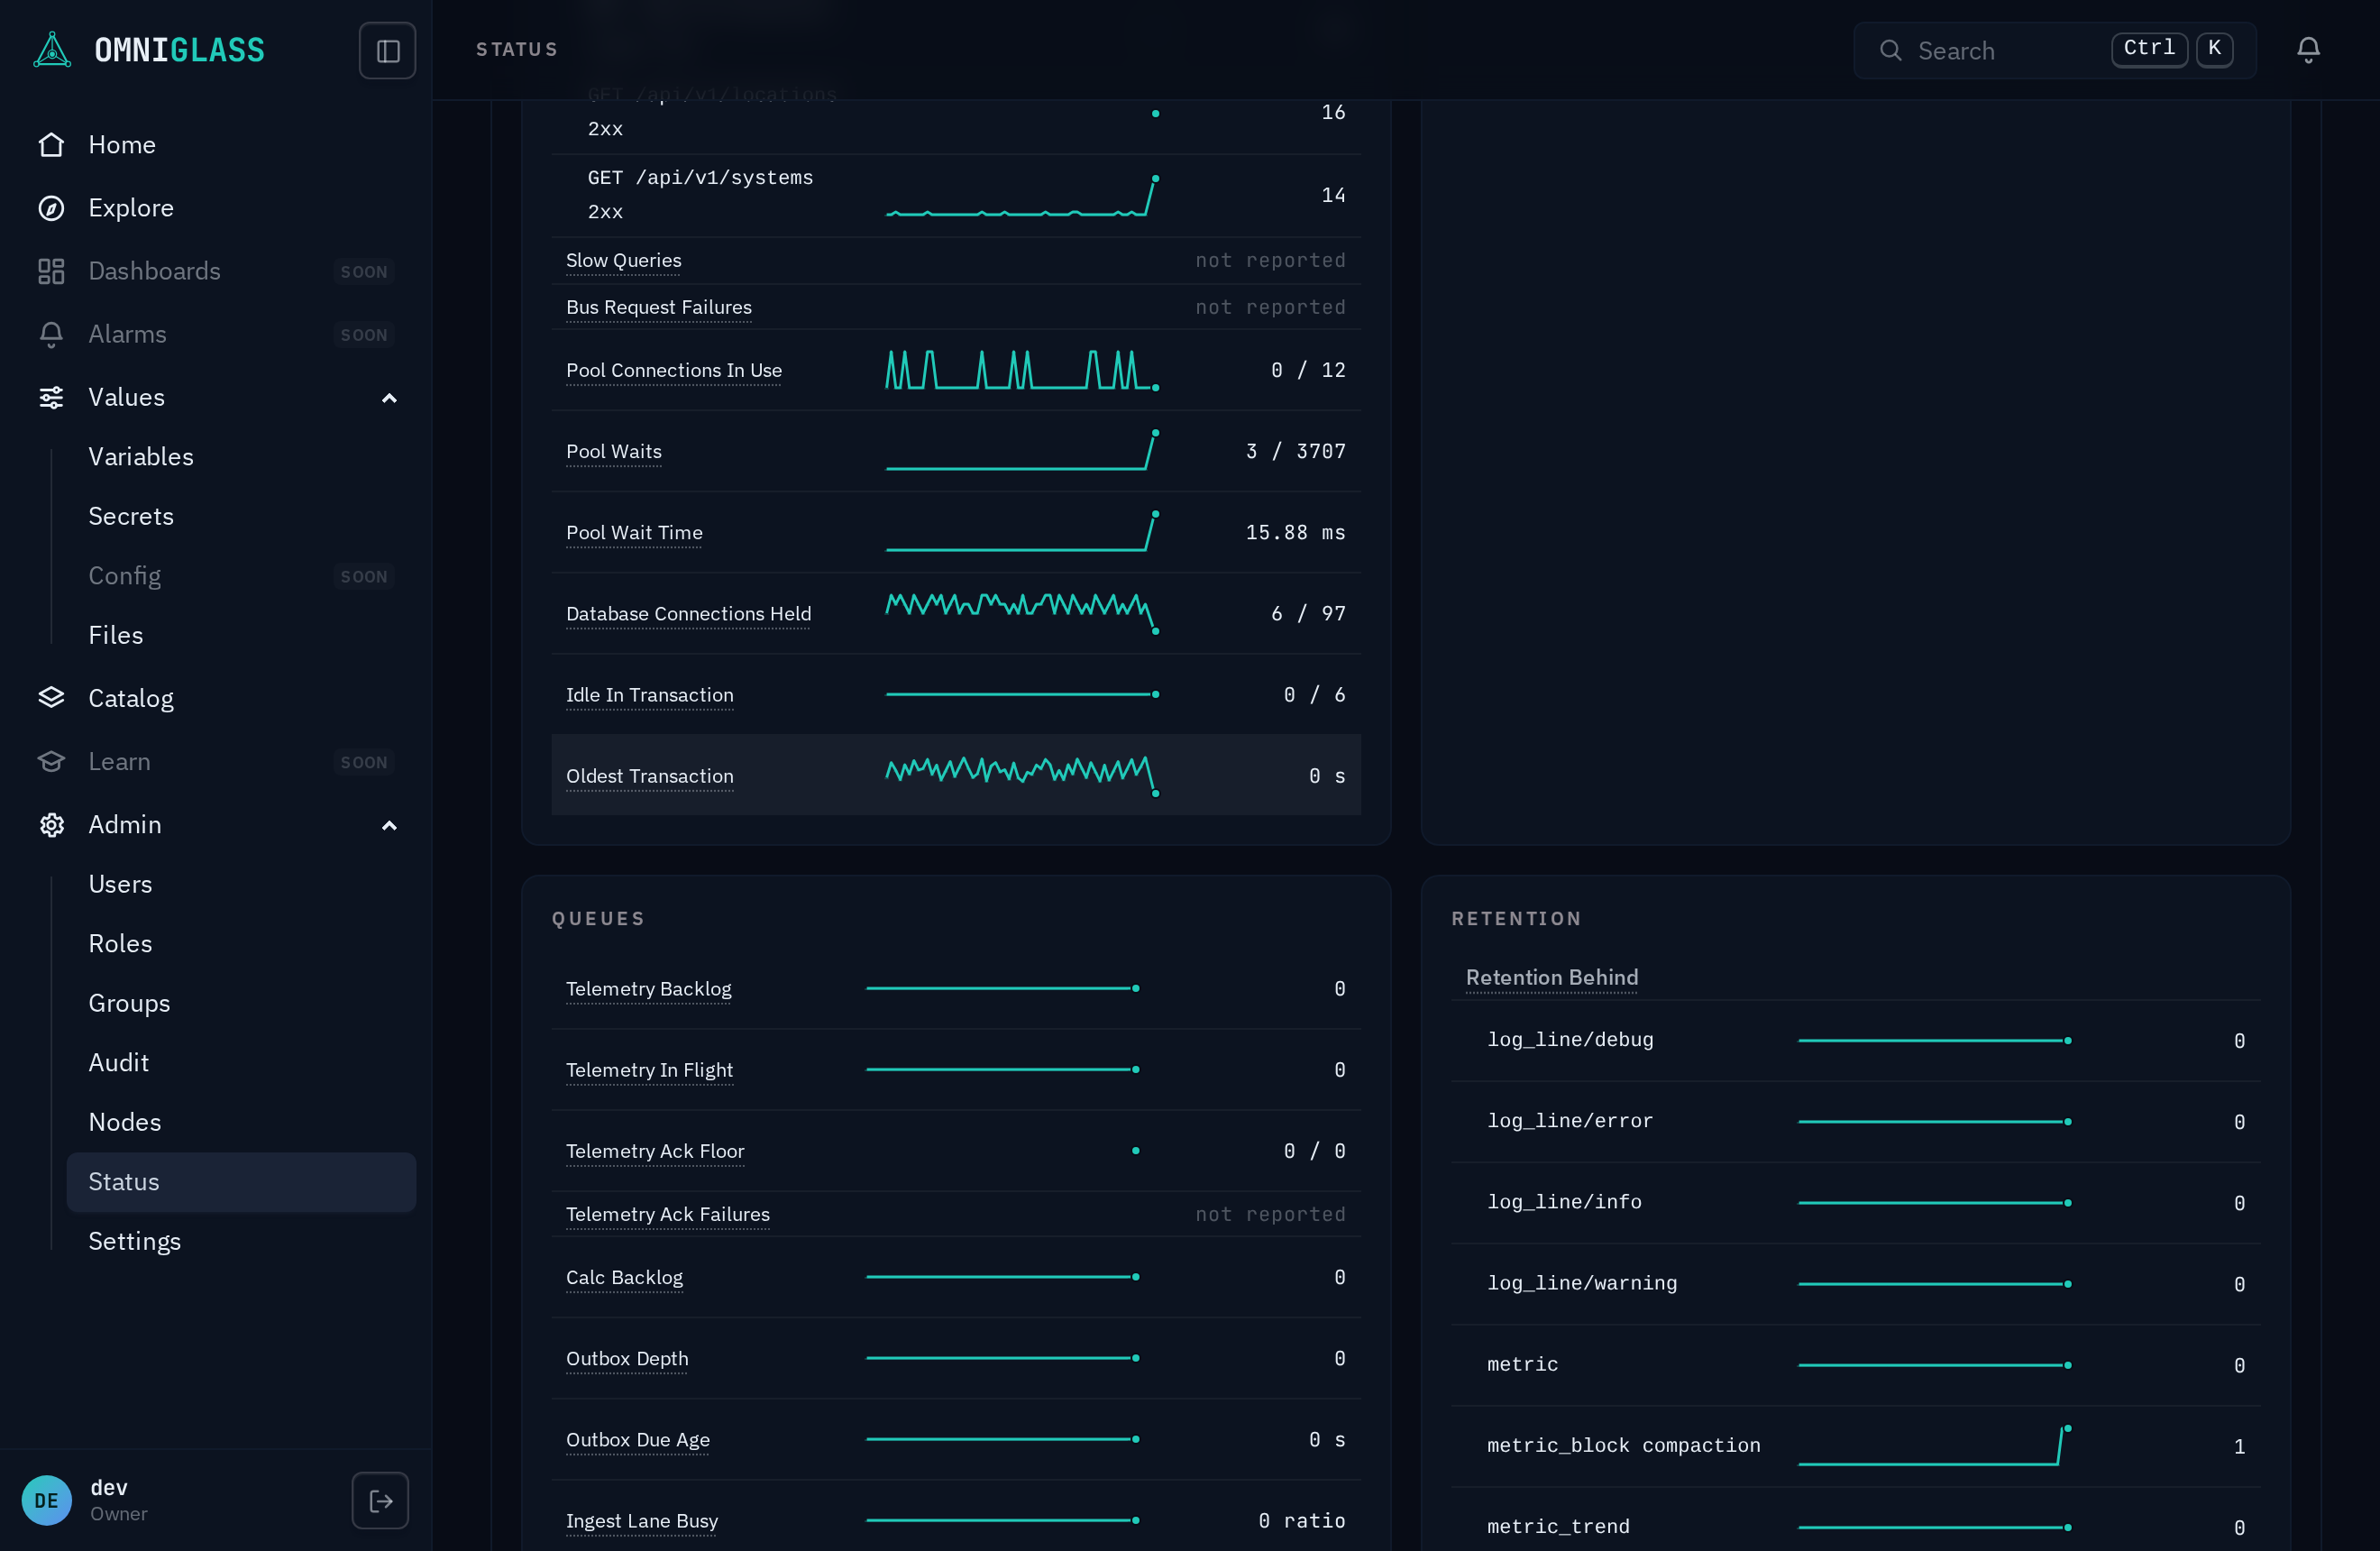 OMNIGLASS
STATUS
Search
Ctrl
K
Home
Explore
Dashboards
SOON
Alarms
SOON
Values
Variables
Secrets
Config
SOON
Files
Catalog
Learn
SOON
Admin
Users
Roles
Groups
Audit
Nodes
Status
Settings
DE
dev
Owner
GET /api/v1/locations
2xx
16
GET /api/v1/systems
2xx
14
Slow Queries
not reported
Bus Request Failures
not reported
Pool Connections In Use
0 / 12
Pool Waits
3 / 3707
Pool Wait Time
15.88 ms
Database Connections Held
6 / 97
Idle In Transaction
0 / 6
Oldest Transaction
0 s
QUEUES
Telemetry Backlog
0
Telemetry In Flight
0
Telemetry Ack Floor
0 / 0
Telemetry Ack Failures
not reported
Calc Backlog
0
Outbox Depth
0
Outbox Due Age
0 s
Ingest Lane Busy
0 ratio
RETENTION
Retention Behind
log_line/debug
0
log_line/error
0
log_line/info
0
log_line/warning
0
metric
0
metric_block compaction
1
metric_trend
0